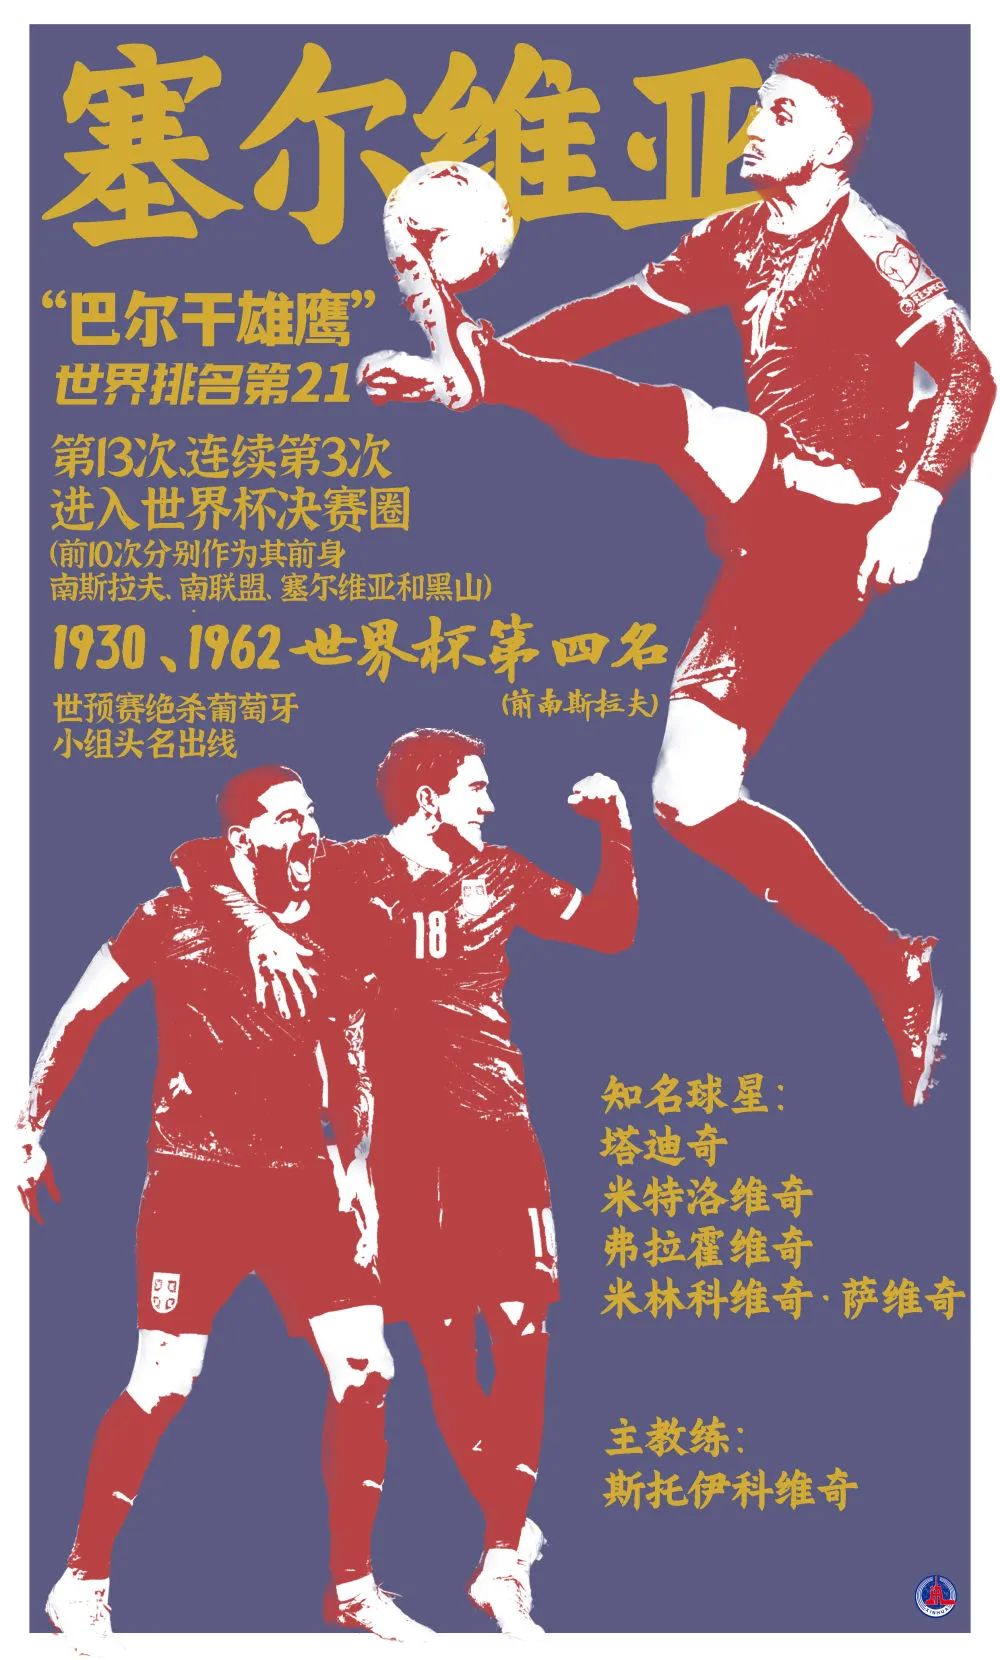 塞尔维亚
“巴尔干雄鹰”
世界排名第21
第13次、连续第3次
进入世界杯决赛圈
(前10次分别作为其前身
南斯拉夫、南联盟、塞尔维亚和黑山)
1930、1962世界杯第四名
(前南斯拉夫)
世预赛绝杀葡萄牙
小组头名出线
RESPECT
18
10
知名球星：
塔迪奇
米特洛维奇
弗拉霍维奇
米林科维奇·萨维奇
主教练：
斯托伊科维奇
XINHUA